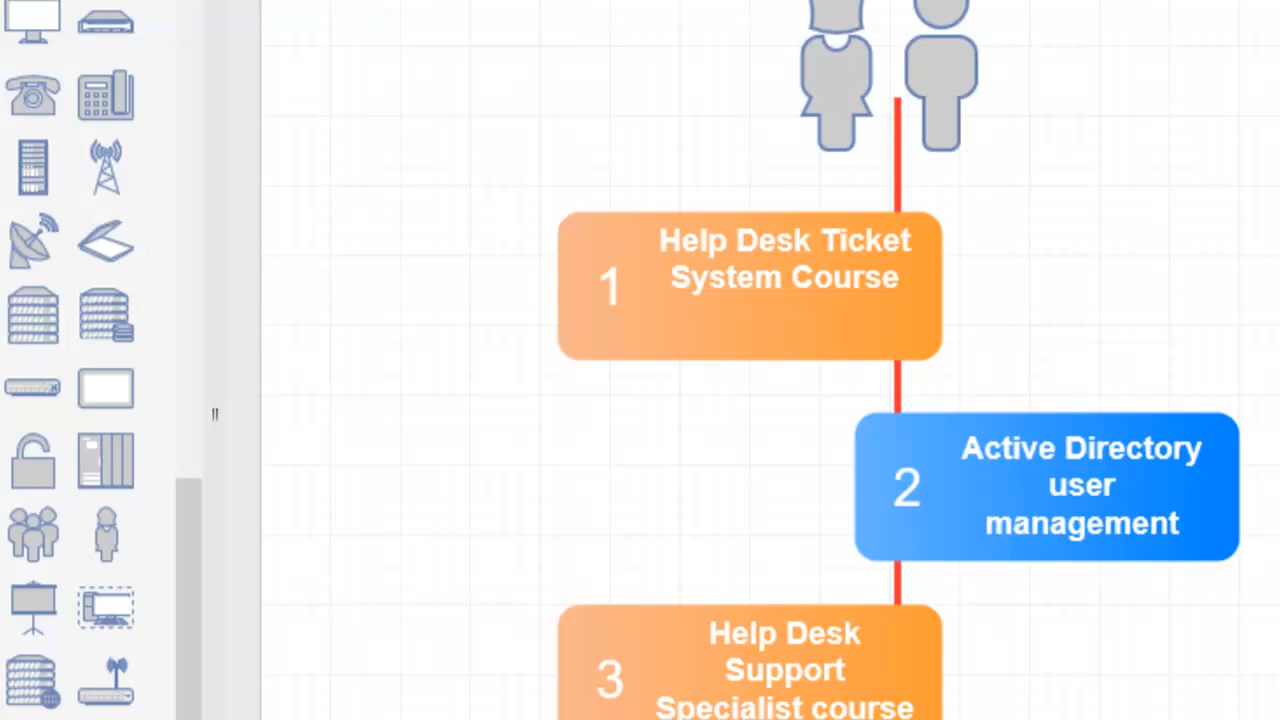 1
Help Desk Ticket
System Course
2
Active Directory
user
management
3
Help Desk
Support
Specialist course